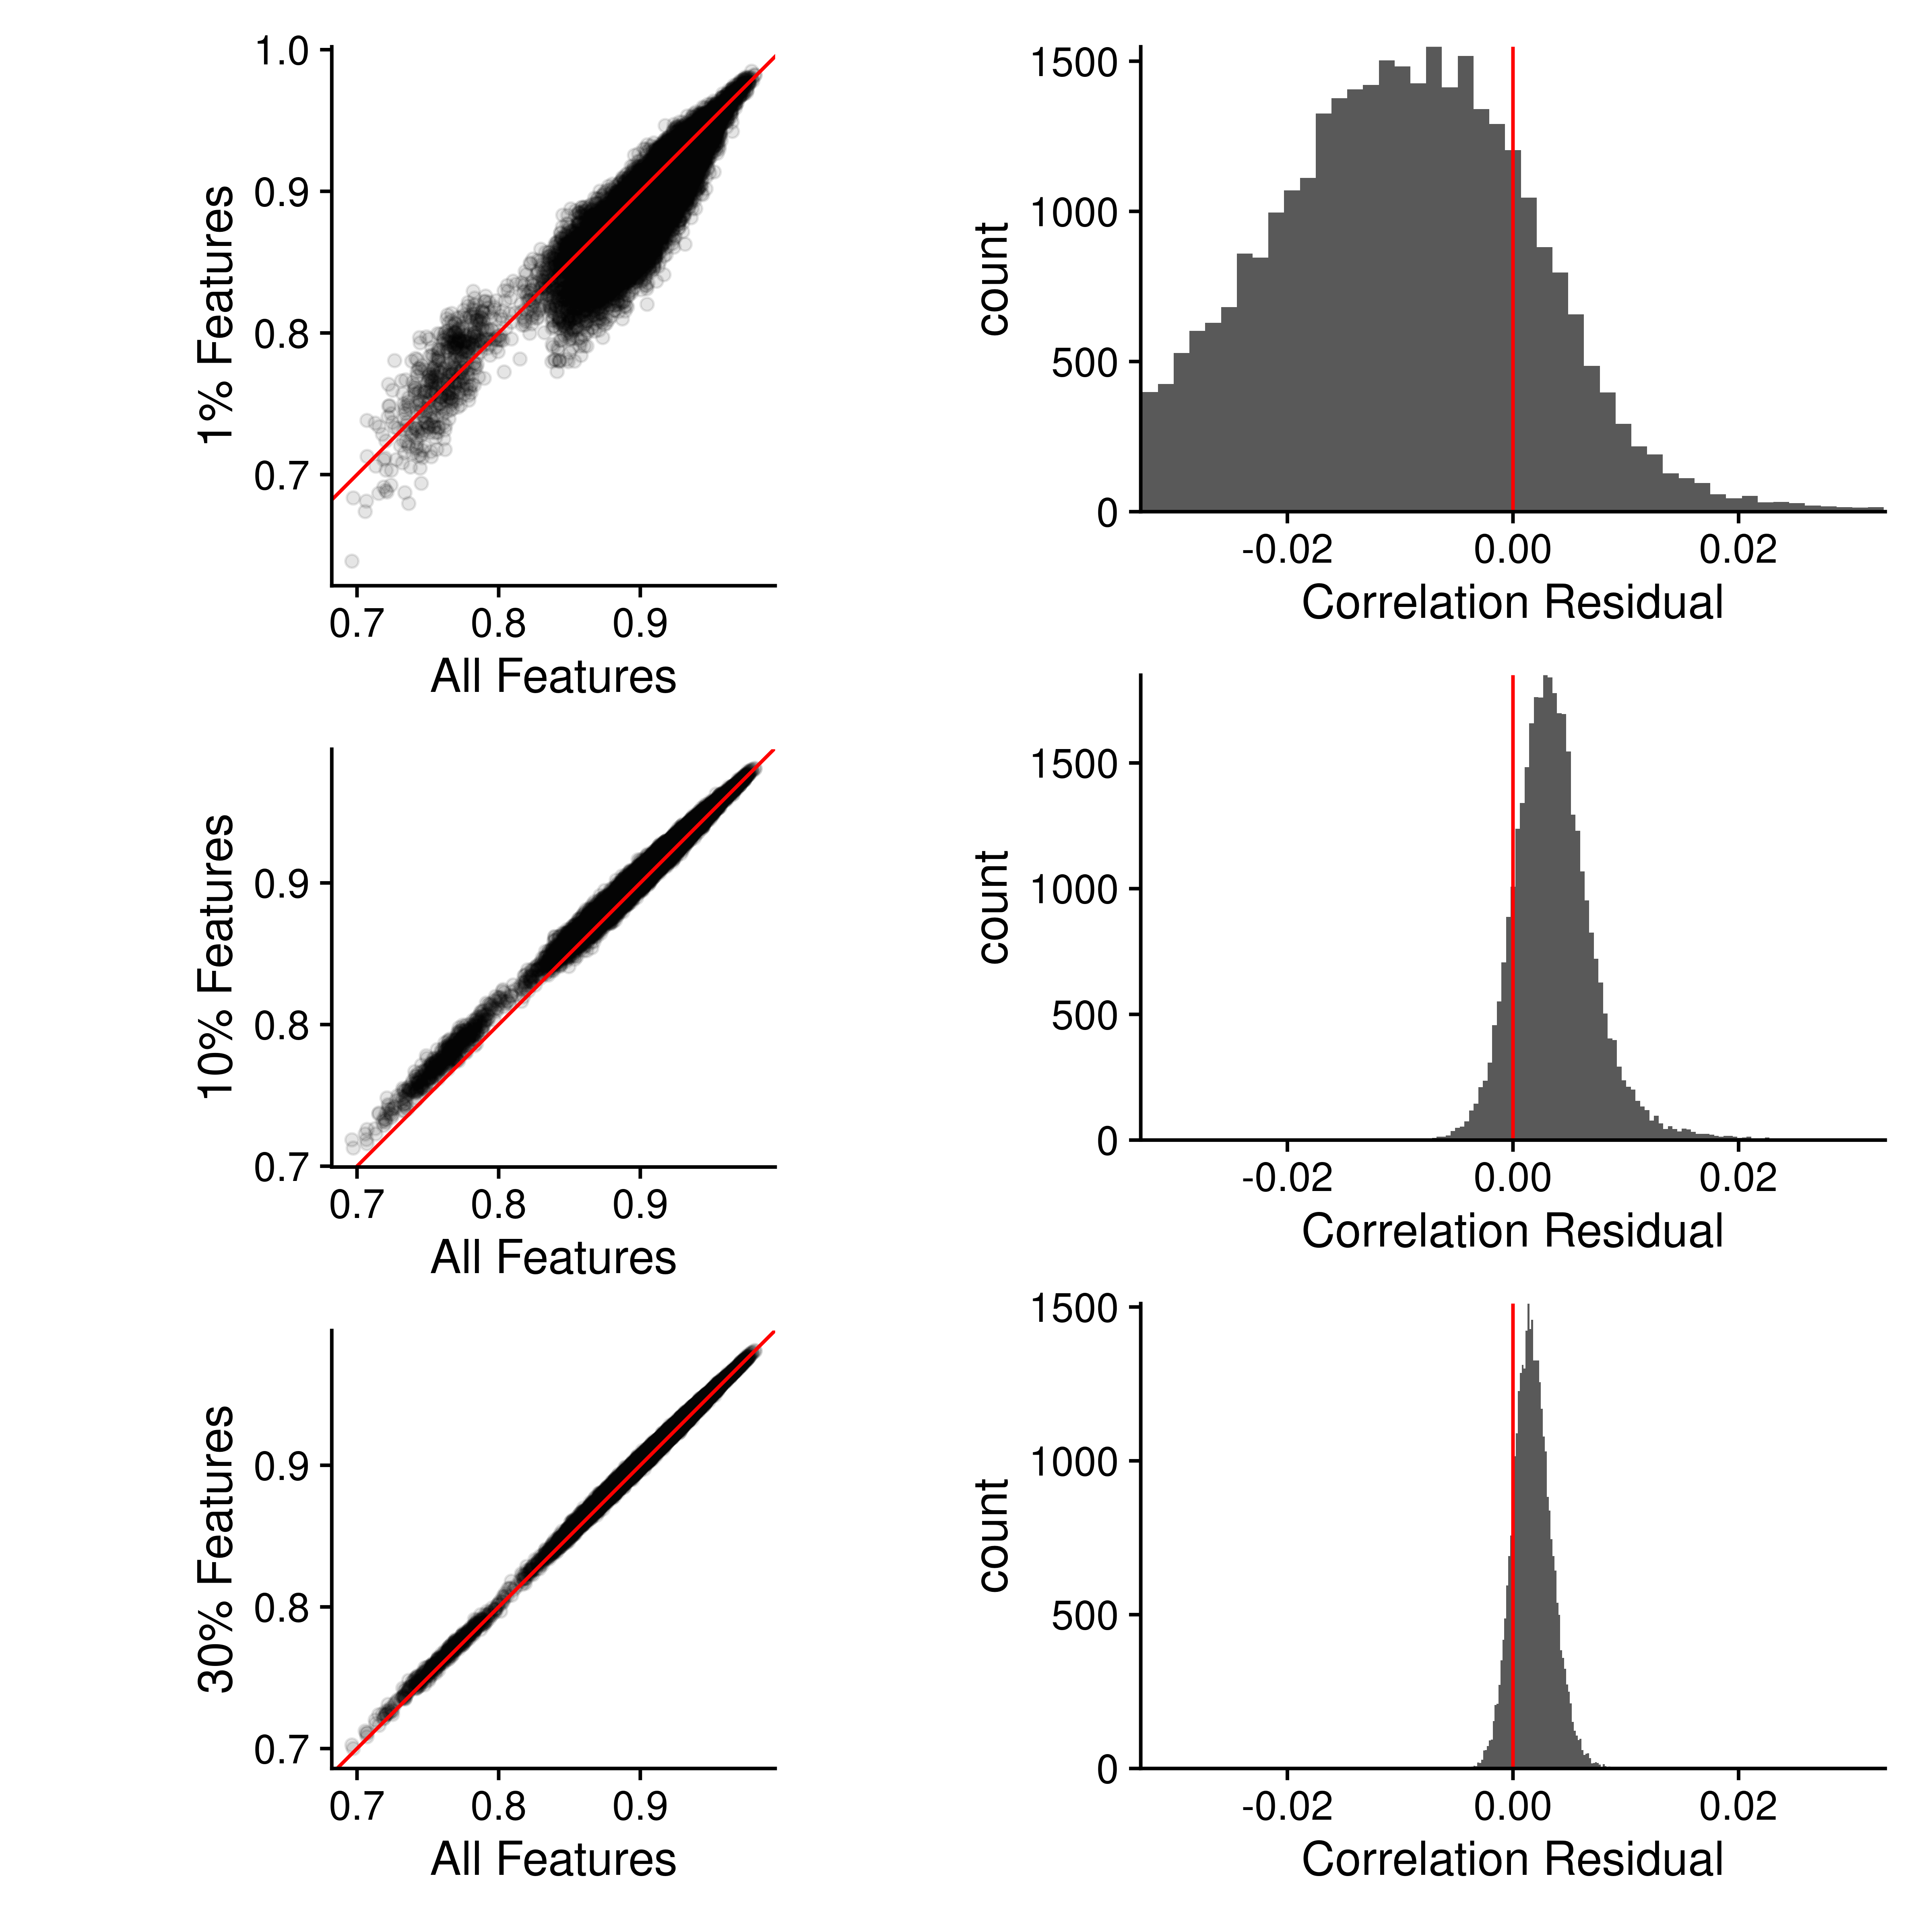 1% Features
1.0
0.9
0.8
0.7
0.7 0.8 0.9
All Features
count
1500
1000
500
0
-0.02 0.00 0.02
Correlation Residual
10% Features
0.9
0.8
0.7
0.7 0.8 0.9
All Features
count
1500
1000
500
0
-0.02 0.00 0.02
Correlation Residual
30% Features
0.9
0.8
0.7
0.7 0.8 0.9
All Features
count
1500
1000
500
0
-0.02 0.00 0.02
Correlation Residual